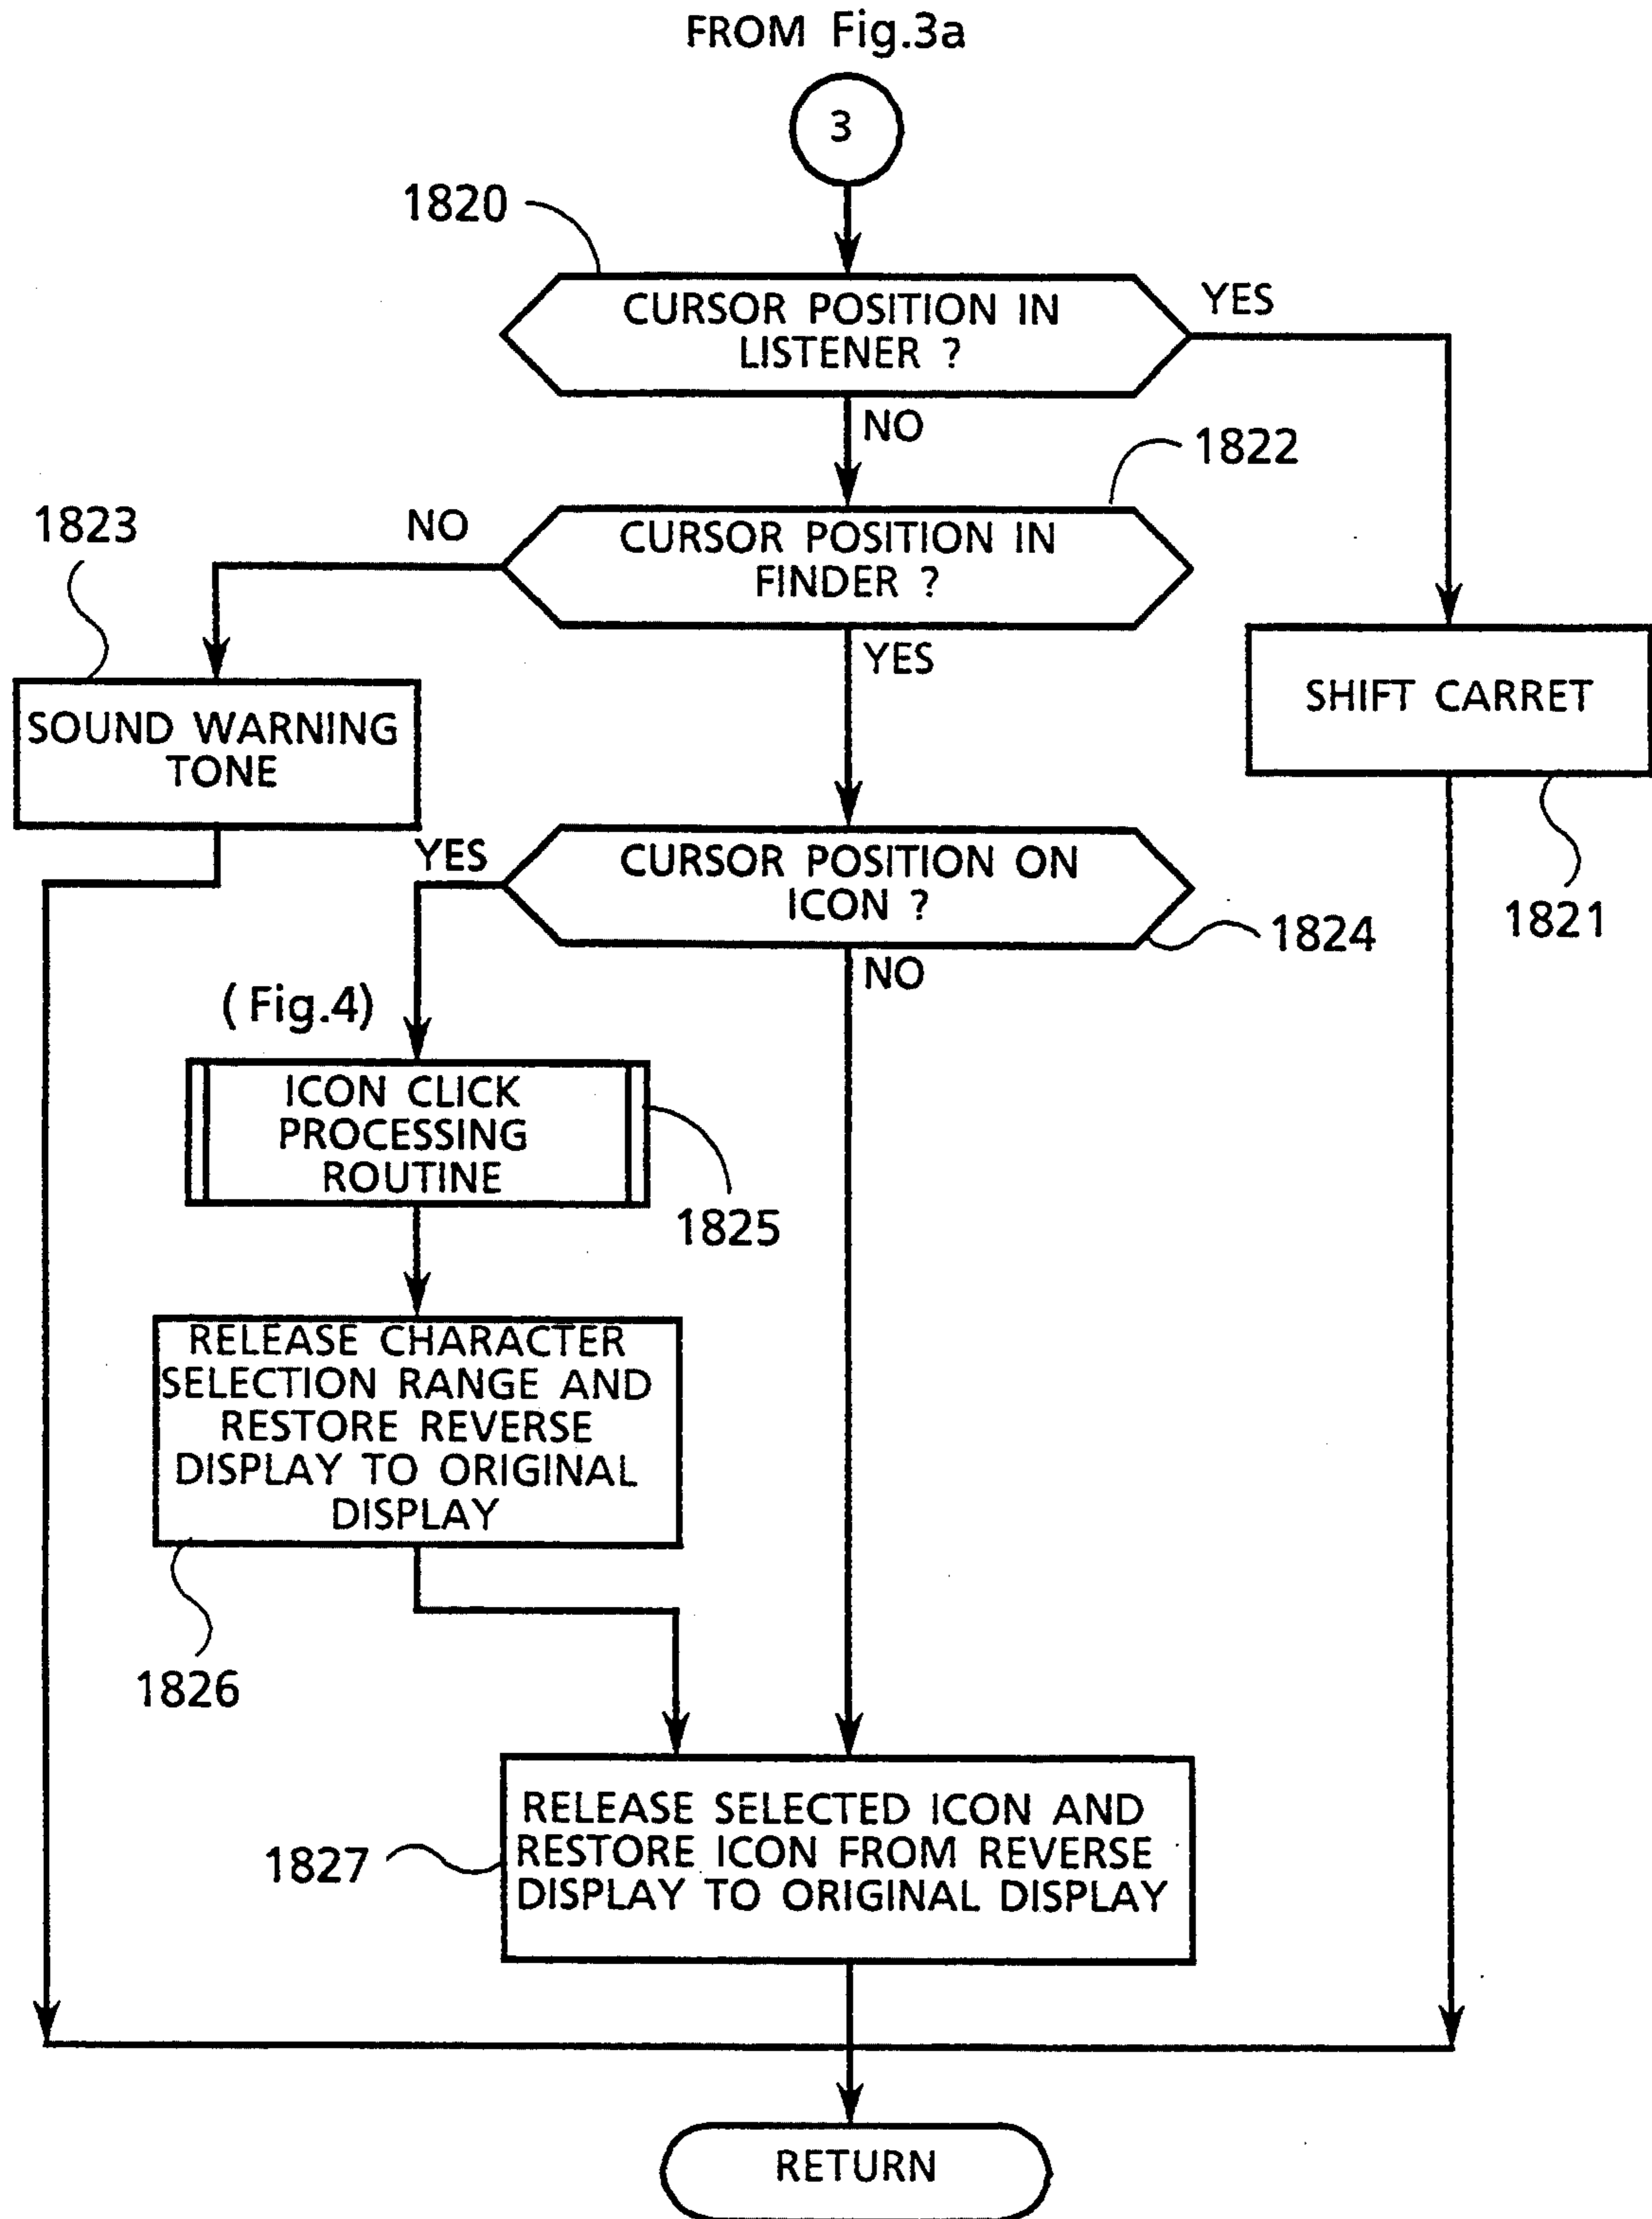 FROM Fig.3a
3
1820
CURSOR POSITION IN
LISTENER ?
YES
NO
1822
1823
NO
CURSOR POSITION IN
FINDER ?
YES
SHIFT CARRET
SOUND WARNING
TONE
YES
CURSOR POSITION ON
ICON ?
1821
1824
NO
(Fig.4)
ICON CLICK
PROCESSING
ROUTINE
1825
RELEASE CHARACTER
SELECTION RANGE AND
RESTORE REVERSE
DISPLAY TO ORIGINAL
DISPLAY
1826
RELEASE SELECTED ICON AND
RESTORE ICON FROM REVERSE
DISPLAY TO ORIGINAL DISPLAY
1827
RETURN